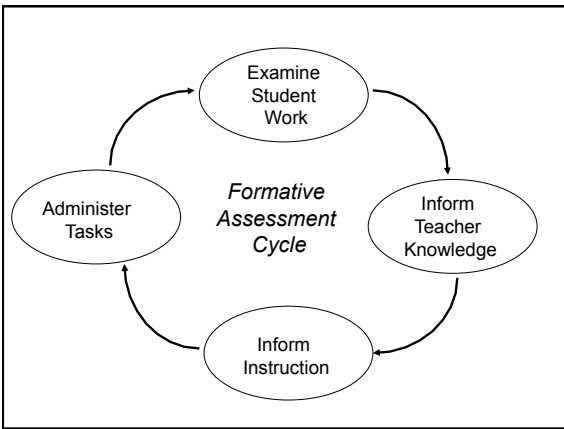 Examine
Student
Work
Formative
Assessment
Cycle
Administer
Tasks
Inform
Teacher
Knowledge
Inform
Instruction